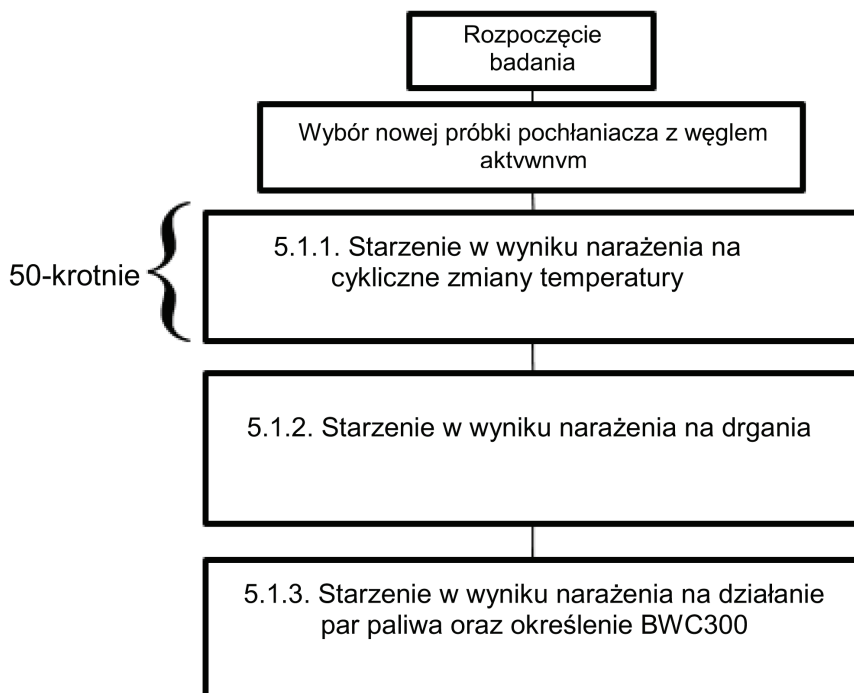 Rozpoczęcie
badania
Wybór nowej próbki pochłaniacza z węglem
aktywnym
50-krotnie
5.1.1. Starzenie w wyniku narażenia na
cykliczne zmiany temperatury
5.1.2. Starzenie w wyniku narażenia na drgania
5.1.3. Starzenie w wyniku narażenia na działanie
par paliwa oraz określenie BWC300